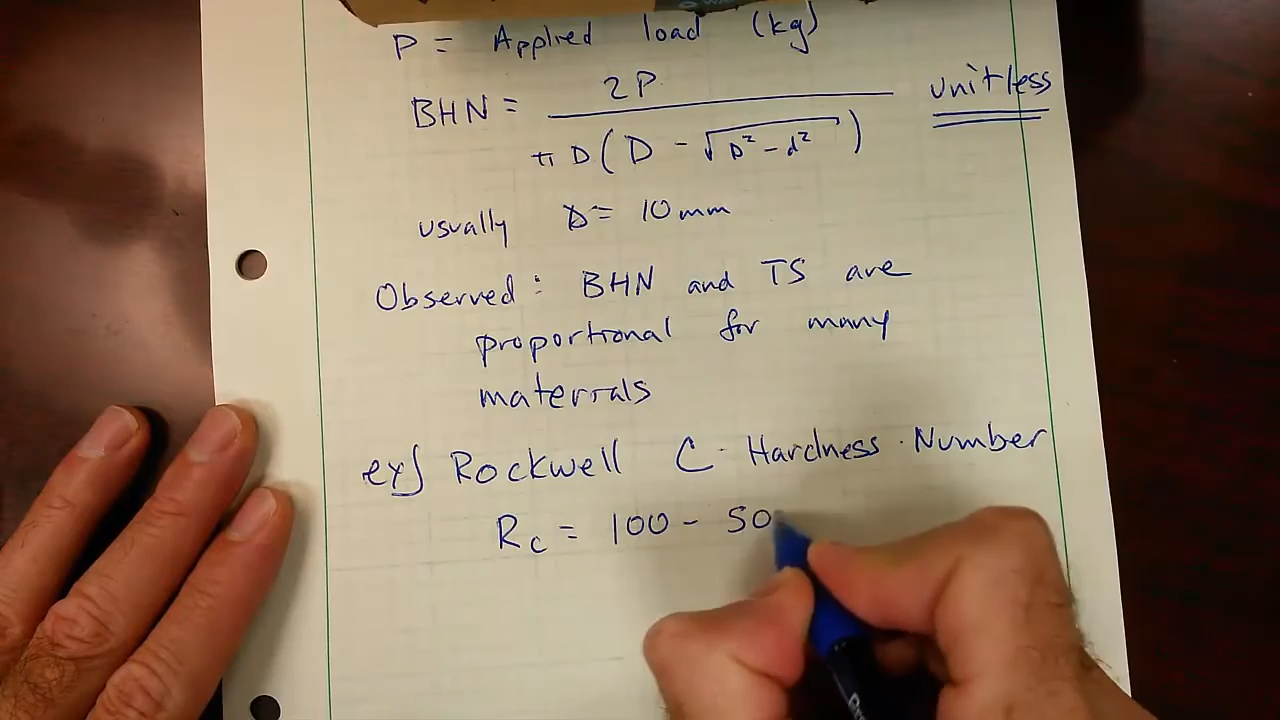 P = Applied load (kg)
BHN = 2P / π D ( D - √D² - d² ) unitless
usually D = 10 mm
Observed : BHN and TS are
proportional for many
materials
ex) Rockwell C Hardness Number
Rc = 100 - 50